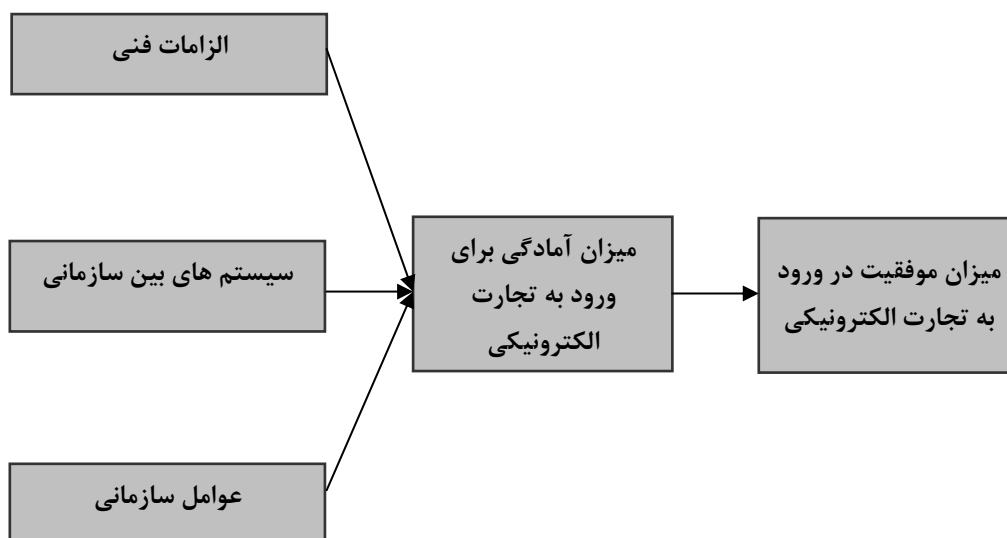 الزامات فنی
سیستم های بین سازمانی
عوامل سازمانی
میزان آمادگی برای
ورود به تجارت
الکترونیکی
میزان موفقیت در ورود
به تجارت الکترونیکی